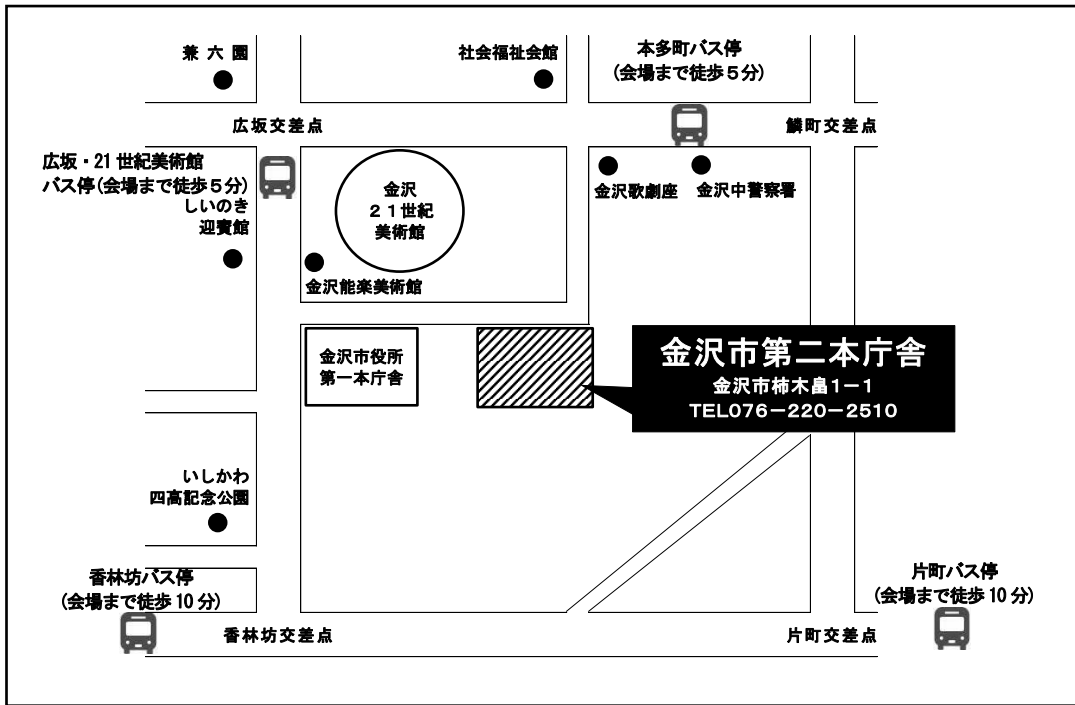 兼六園
社会福祉会館
本多町バス停
(会場まで徒歩5分)
広坂交差点
鱗町交差点
広坂・21世紀美術館
バス停(会場まで徒歩5分)
しいのき
迎賓館
金沢
21世紀
美術館
金沢歌劇座
金沢中警察署
金沢能楽美術館
金沢市役所
第一本庁舎
金沢市第二本庁舎
金沢市柿木畠1-1
TEL076-220-2510
いしかわ
四高記念公園
香林坊バス停
(会場まで徒歩10分)
片町バス停
(会場まで徒歩10分)
香林坊交差点
片町交差点